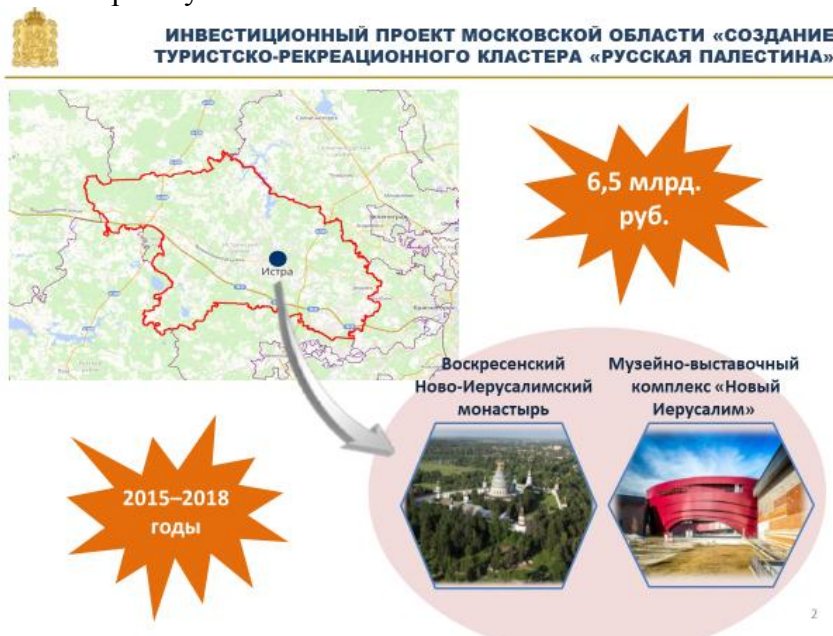 ИНВЕСТИЦИОННЫЙ ПРОЕКТ МОСКОВСКОЙ ОБЛАСТИ «СОЗДАНИЕ
ТУРИСТСКО-РЕКРЕАЦИОННОГО КЛАСТЕРА «РУССКАЯ ПАЛЕСТИНА»
6,5 млрд.
руб.
Истра
Воскресенский
Ново-Иерусалимский
монастырь
Музейно-выставочный
комплекс «Новый
Иерусалим»
2015–2018
годы
2